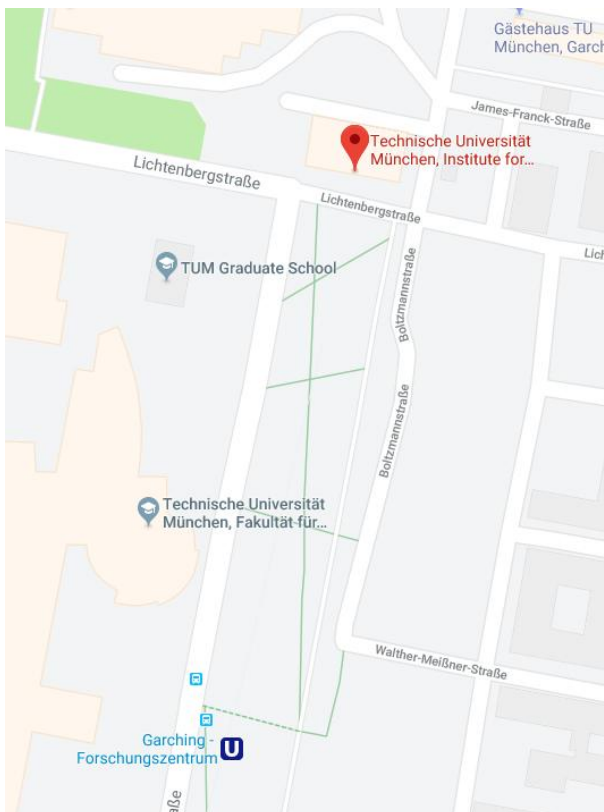 Gästehaus TU
München, Garch
James-Franck-Straße
Technische Universität
München, Institute for...
Lichtenbergstraße
Lichtenbergstraße
Lich
TUM Graduate School
Boltzmannstraße
Boltzmannstraße
Technische Universität
München, Fakultät für...
Walther-Meißner-Straße
Garching -
Forschungszentrum
U
aße